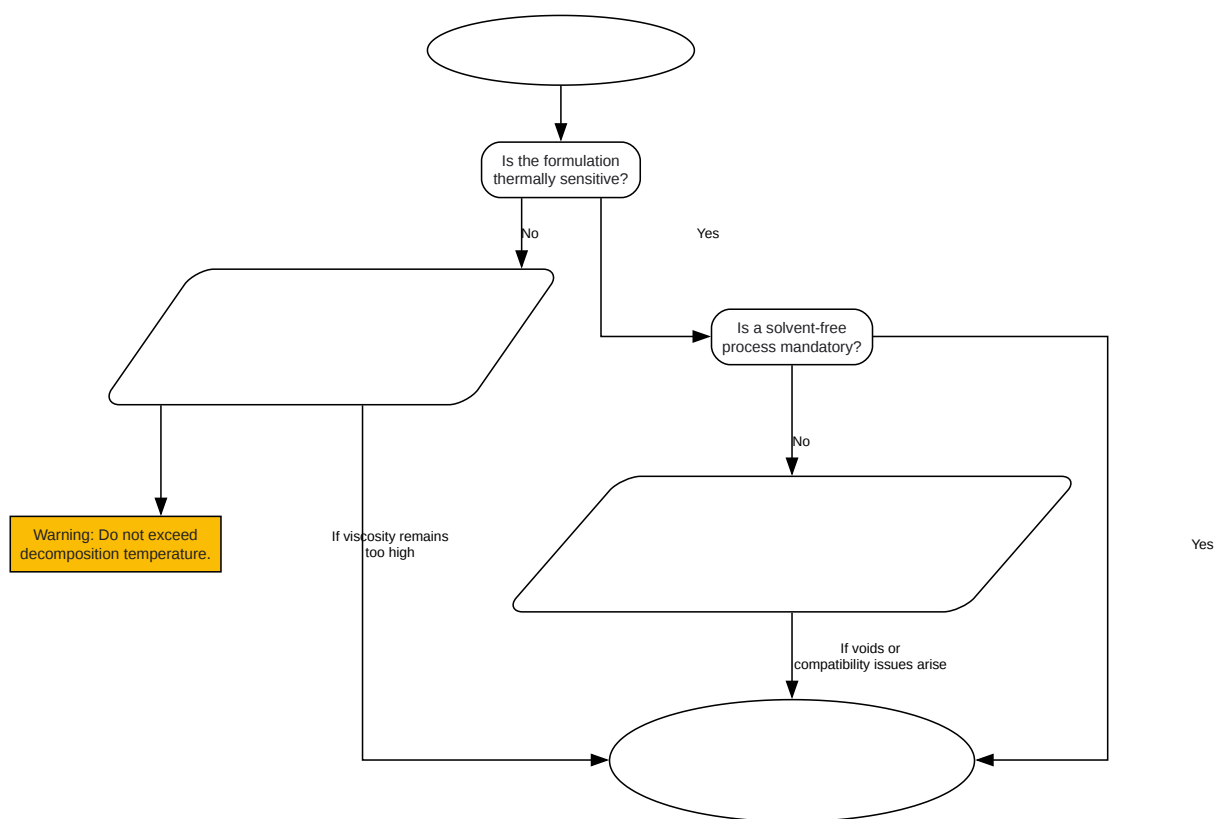 Is the formulation
thermally sensitive?
No
Yes
Is a solvent-free
process mandatory?
No
Warning: Do not exceed
decomposition temperature.
If viscosity remains
too high
Yes
If voids or
compatibility issues arise